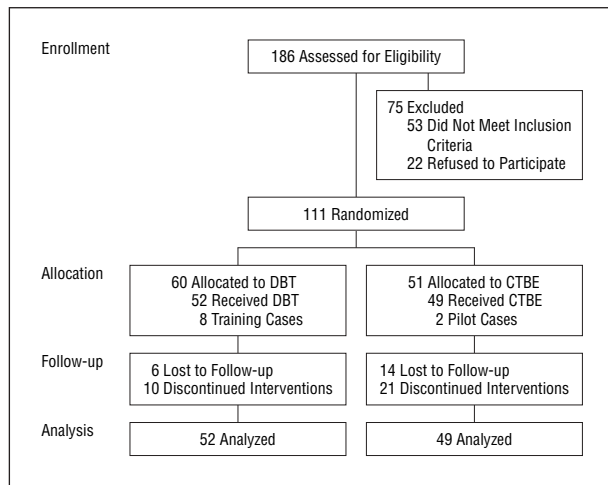 Enrollment
186 Assessed for Eligibility
75 Excluded
53 Did Not Meet Inclusion
Criteria
22 Refused to Participate
111 Randomized
Allocation
60 Allocated to DBT
52 Received DBT
8 Training Cases
51 Allocated to CTBE
49 Received CTBE
2 Pilot Cases
Follow-up
6 Lost to Follow-up
10 Discontinued Interventions
14 Lost to Follow-up
21 Discontinued Interventions
Analysis
52 Analyzed
49 Analyzed